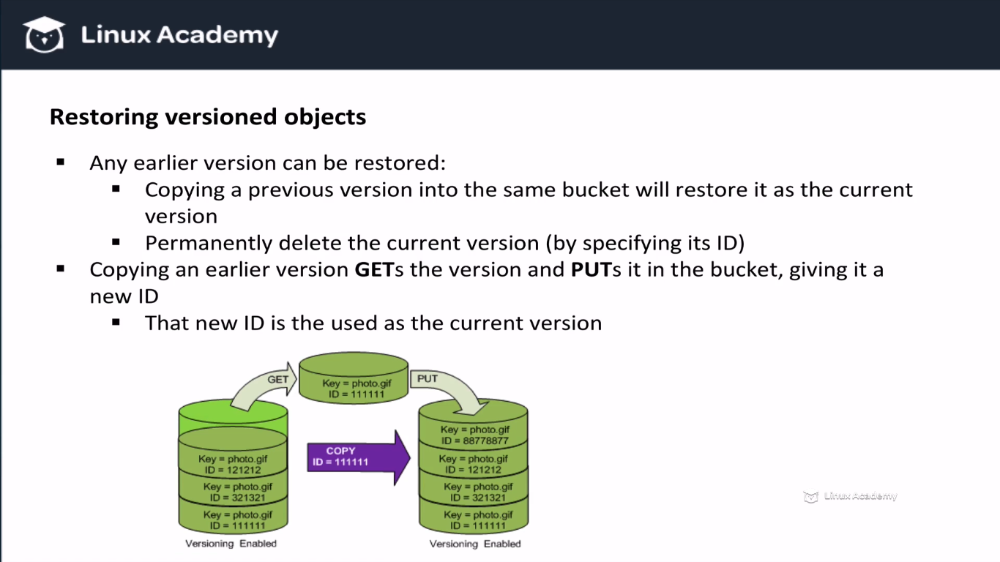 Linux Academy
Restoring versioned objects
▪ Any earlier version can be restored:
▪ Copying a previous version into the same bucket will restore it as the current
version
▪ Permanently delete the current version (by specifying its ID)
▪ Copying an earlier version GETs the version and PUTs it in the bucket, giving it a
new ID
▪ That new ID is the used as the current version
GET
Key = photo.gif
ID = 111111
PUT
Key = photo.gif
ID = 121212
Key = photo.gif
ID = 321321
Key = photo.gif
ID = 111111
Versioning Enabled
COPY
ID = 111111
Key = photo.gif
ID = 88778877
Key = photo.gif
ID = 121212
Key = photo.gif
ID = 321321
Key = photo.gif
ID = 111111
Versioning Enabled
Linux Academy